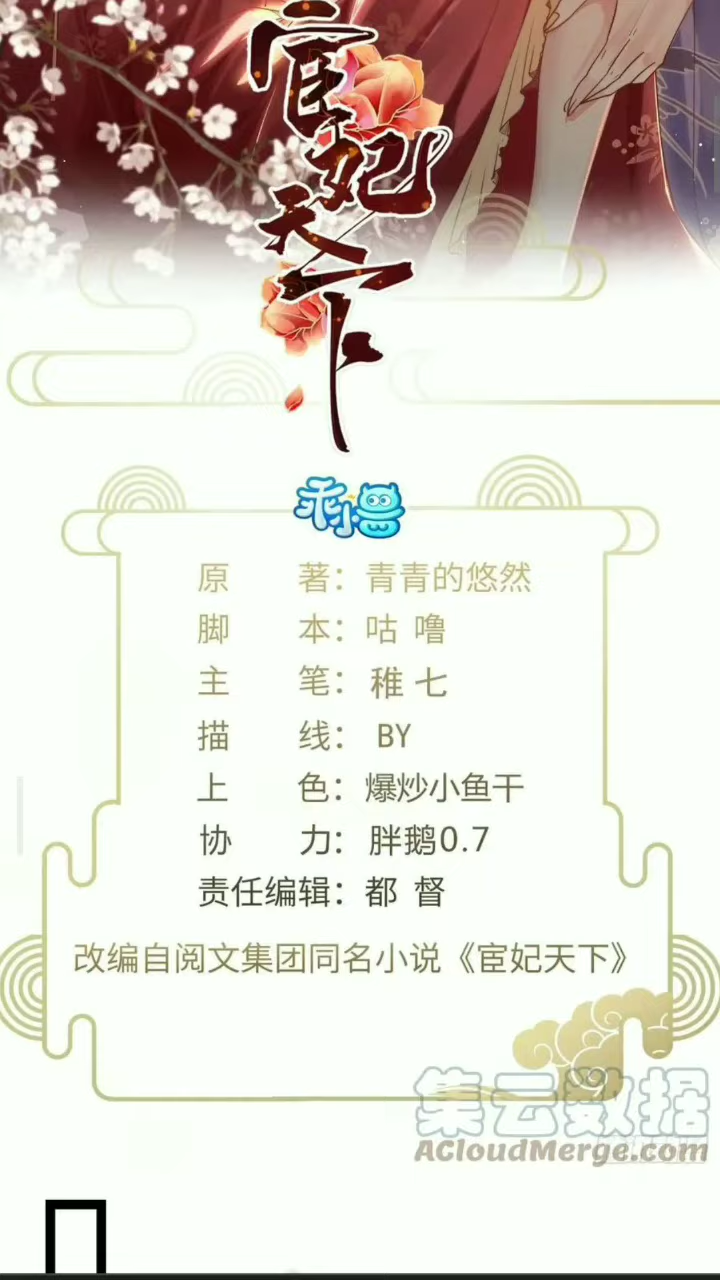 宦妃天下
乖小兽
原 著：青青的悠然
脚 本：咕 噜
主 笔：稚 七
描 线： BY
上 色：爆炒小鱼干
协 力：胖鹅0.7
责任编辑：都 督
改编自阅文集团同名小说《宦妃天下》
集云数据
ACloudMerge.com